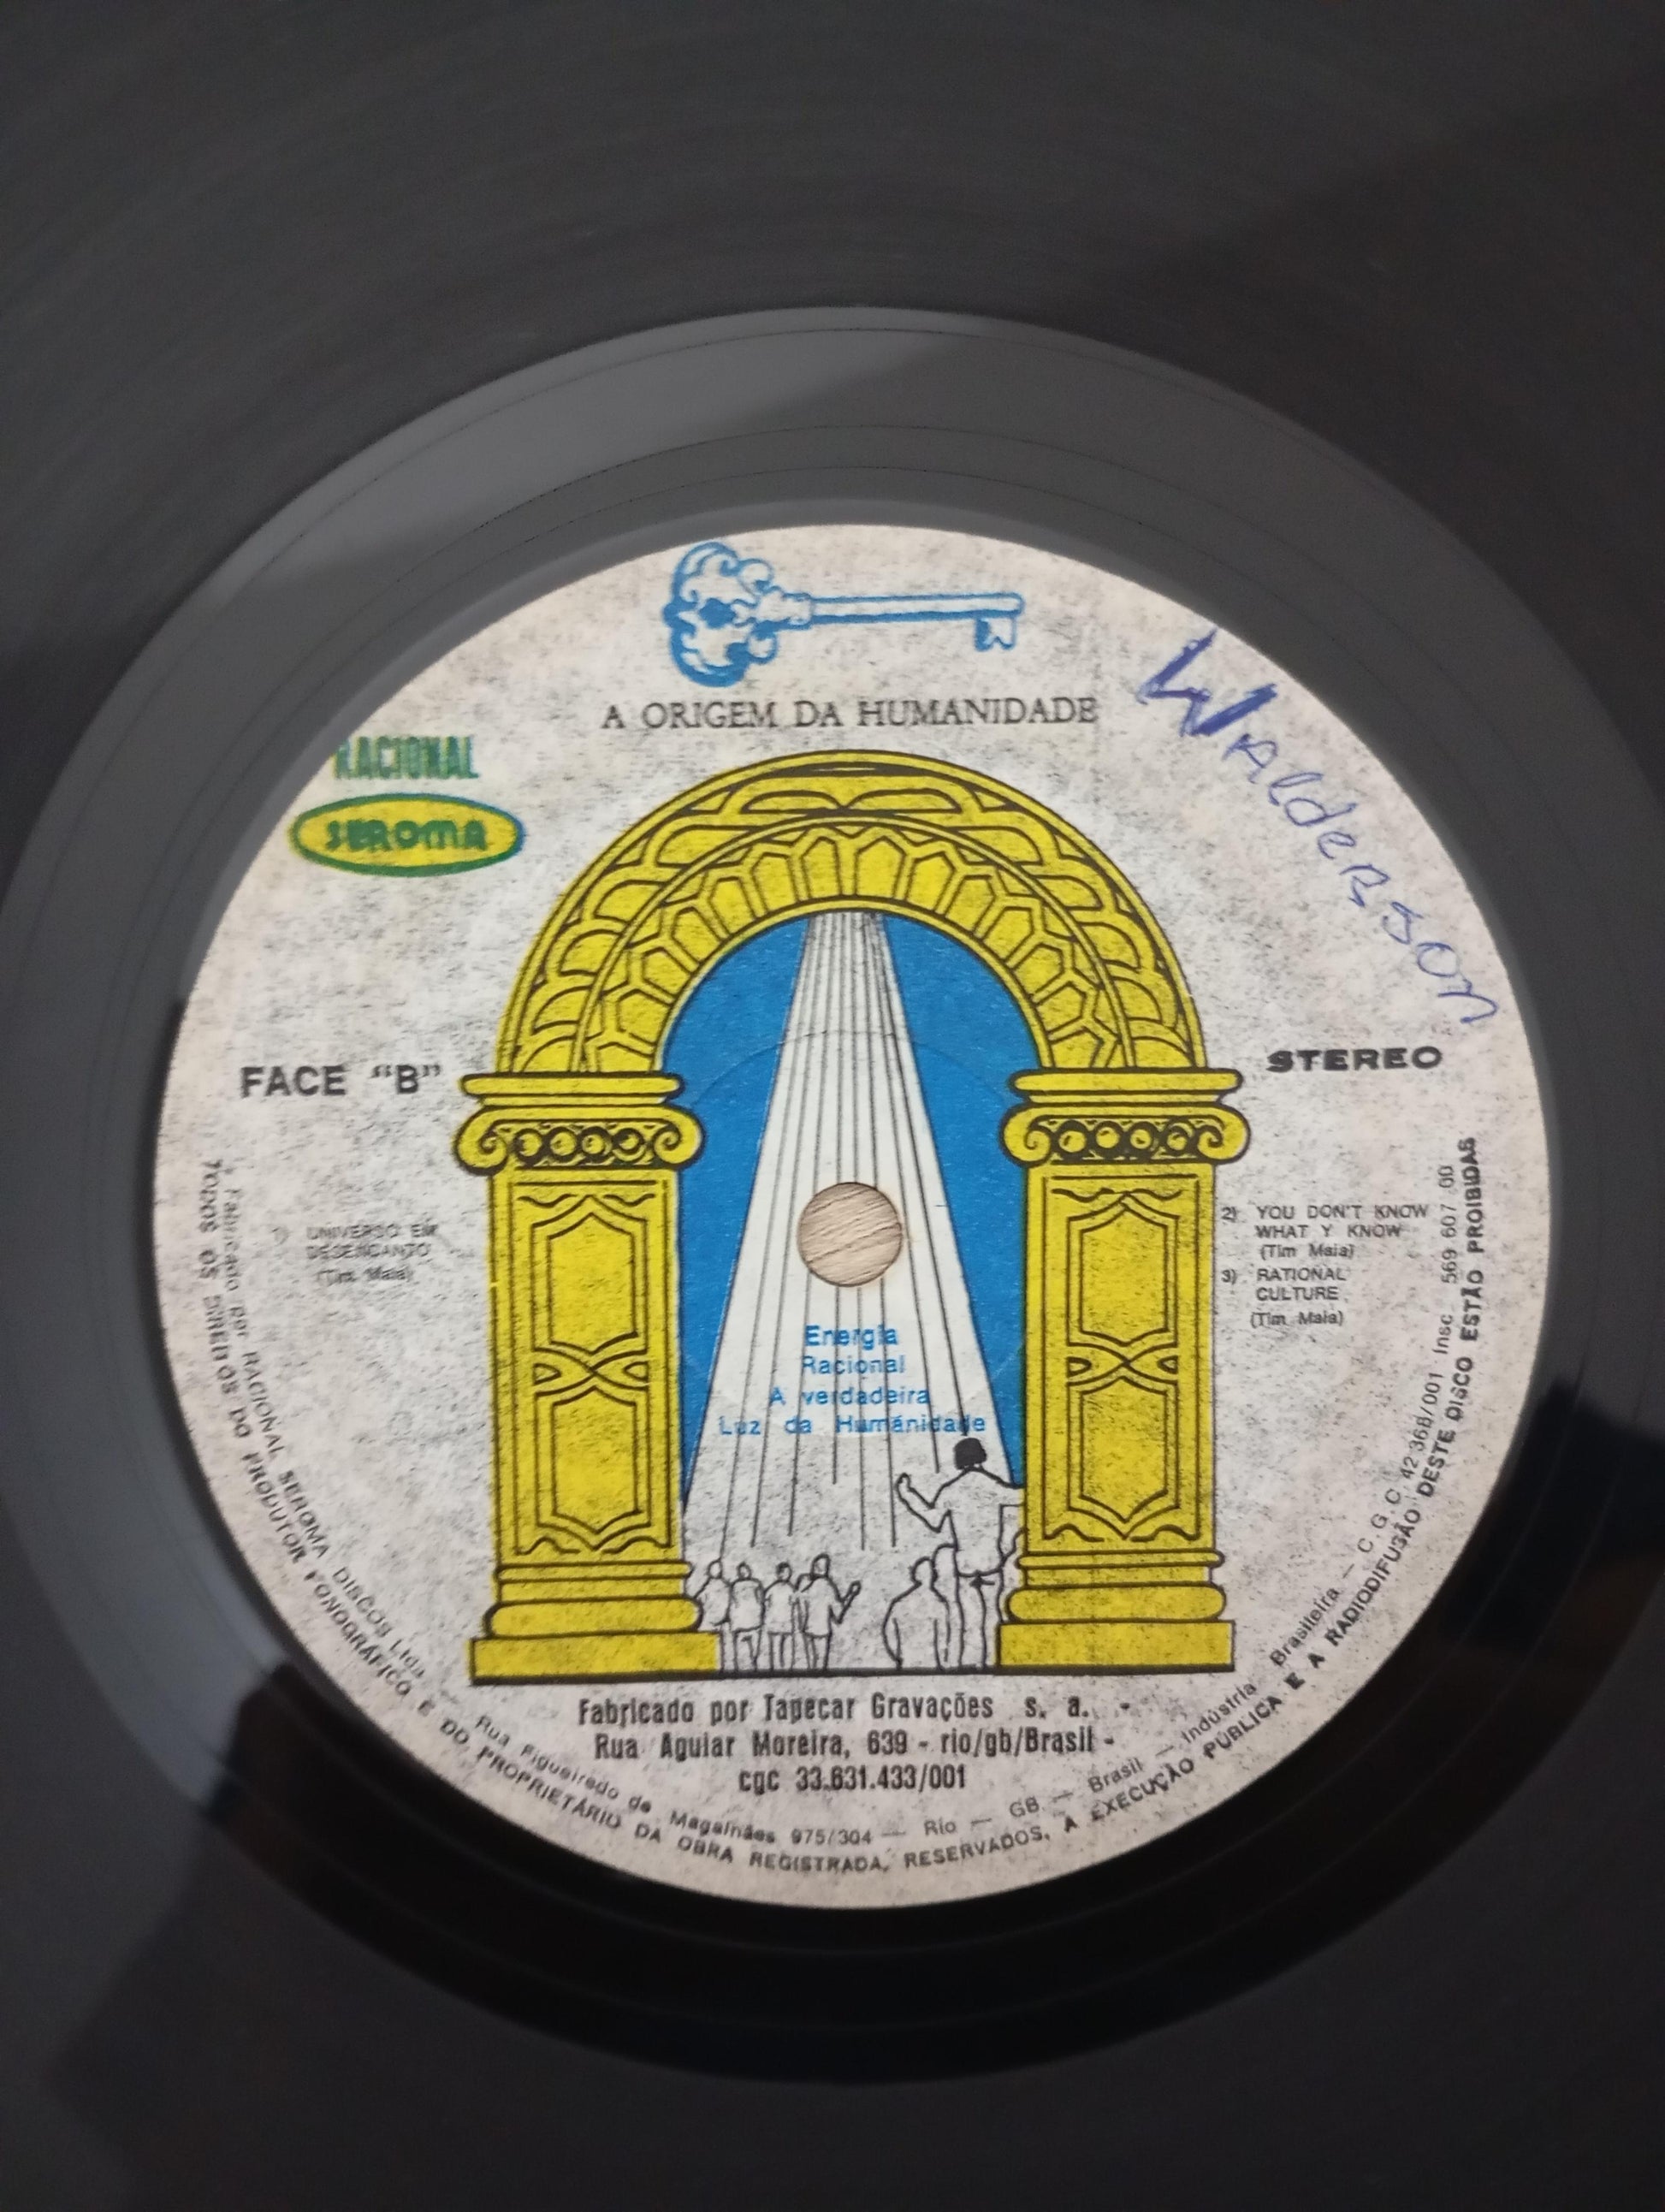 A ORIGEM DA HUMANIDADE
RACIONAL
SEROMA
Walderson
FACE "B"
STEREO
1) UNIVERSO EM
DESENCANTO
(Tim Maia)
2) YOU DON'T KNOW
WHAT Y KNOW
(Tim Maia)
3) RATIONAL
CULTURE
(Tim Maia)
Energia
Racional
A verdadeira
Luz da Humánidade
Fabricado por Tapecar Gravações s. a. -
Rua Aguiar Moreira, 639 - rio/gb/Brasil -
cgc 33.631.433/001
Fabricado por RACIONAL SEROMA DISCOS Ltda Rua Figueiredo de Magalhães 975/304 — Rio — GB — Brasil — Indústria Brasileira — C.G.C. 42.368/001 Insc 569 607 00
TODOS OS DIREITOS DO PRODUTOR FONOGRÁFICO E DO PROPRIETÁRIO DA OBRA REGISTRADA, RESERVADOS, A EXECUÇÃO PÚBLICA E A RADIODIFUSÃO DESTE DISCO ESTÃO PROIBIDAS